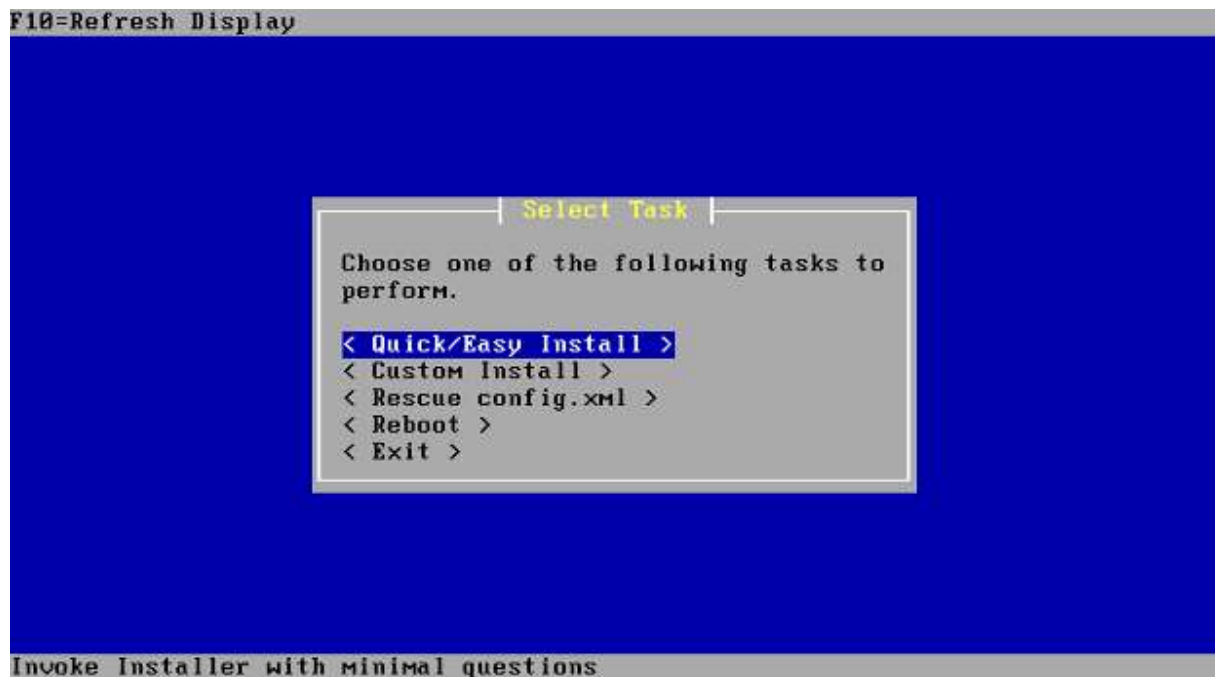 F10=Refresh Display
Select Task
Choose one of the following tasks to
perform.
< Quick/Easy Install >
< Custom Install >
< Rescue config.xml >
< Reboot >
< Exit >
Invoke Installer with minimal questions